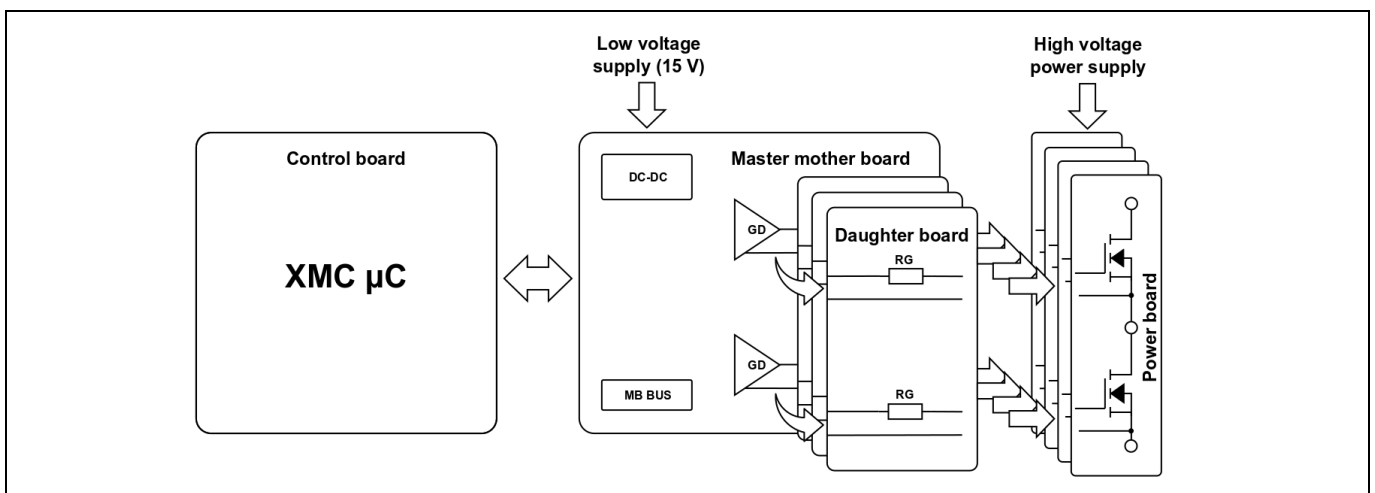 Low voltage
supply (15 V)
High voltage
power supply
Control board
XMC µC
Master mother board
DC-DC
MB BUS
GD
GD
Daughter board
RG
RG
Power board